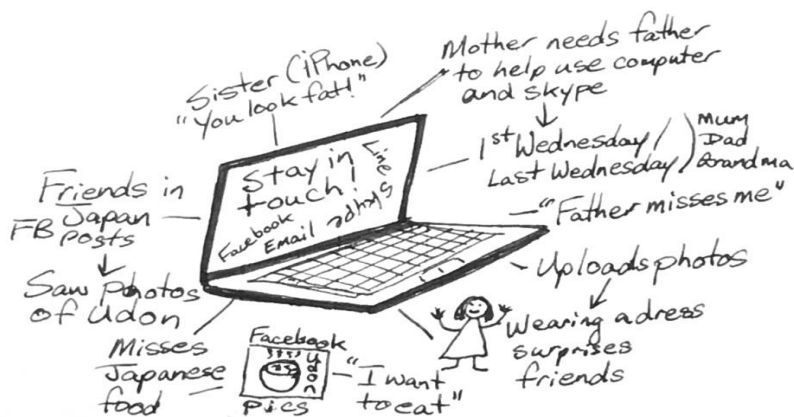 Sister (iPhone)
"You look fat!"
Mother needs father
to help use computer
and skype
1st Wednesday /
Last Wednesday
Mum
Dad
Grandma
"Father misses me"
Uploads photos
Wearing a dress
surprises
friends
Stay in
touch!
Line
Skype
Facebook
Email
Friends in
Japan
FB posts
Saw photos
of udon
Misses
Japanese
food
Facebook
udon
pics
"I want
to eat"